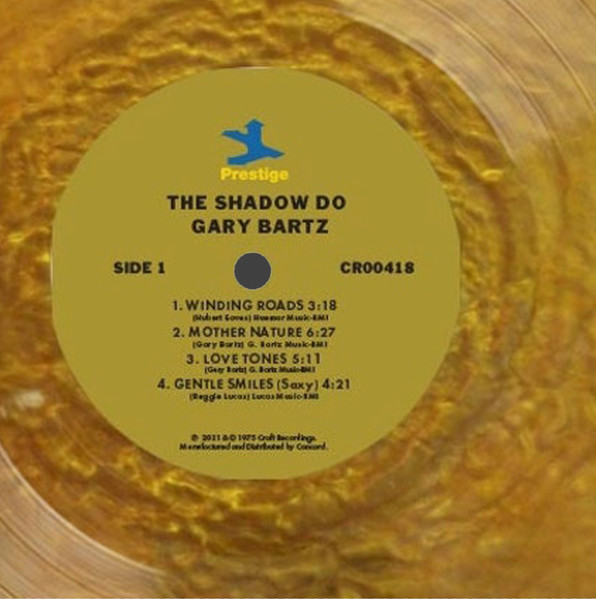 Prestige
THE SHADOW DO
GARY BARTZ
SIDE 1
CR00418
1. WINDING ROADS 3:18
(Hubert Eaves) Huemar Music-BMI
2. MOTHER NATURE 6:27
(Gary Bartz) G. Bartz Music-BMI
3. LOVE TONES 5:11
(Gary Bartz) G. Bartz Music-BMI
4. GENTLE SMILES (Saxy) 4:21
(Reggie Lucas) Lucas Music-BMI
℗ 2021 & © 1975 Craft Recordings.
Manufactured and Distributed by Concord.